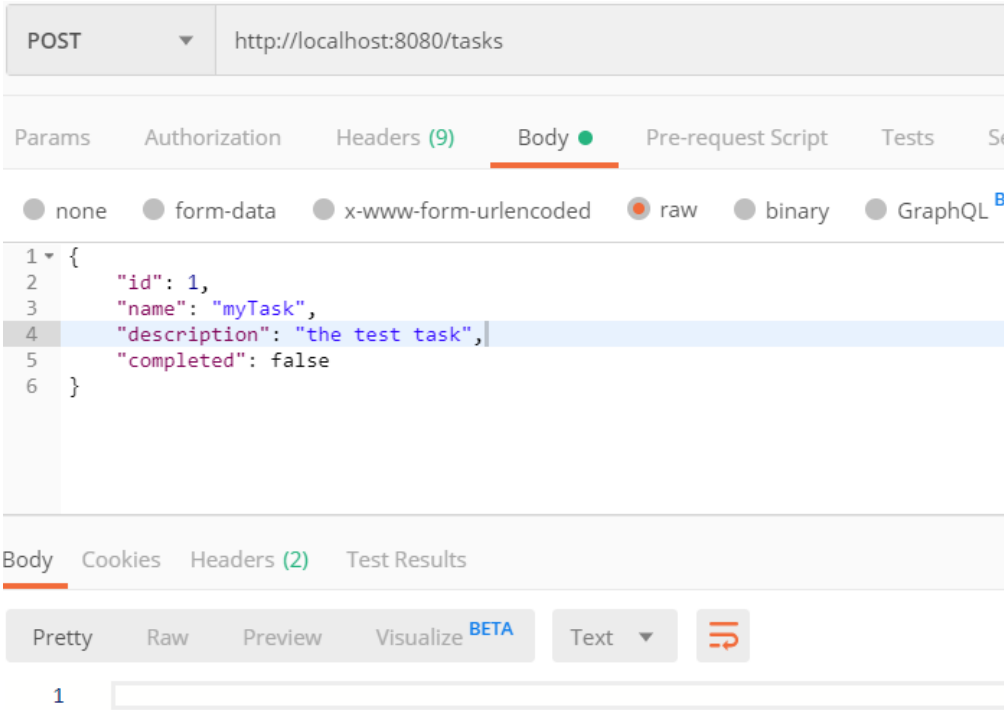 POST http://localhost:8080/tasks
Params Authorization Headers (9) Body Pre-request Script Tests
none form-data x-www-form-urlencoded raw binary GraphQL
1 {
2 "id": 1,
3 "name": "myTask",
4 "description": "the test task",
5 "completed": false
6 }
Body Cookies Headers (2) Test Results
Pretty Raw Preview Visualize BETA Text
1